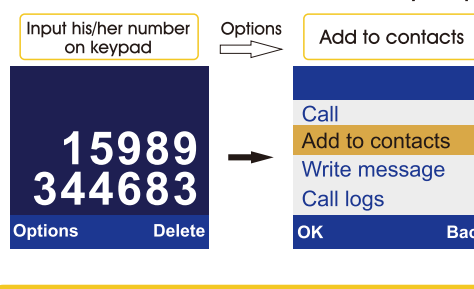 Input his/her number
on keypad
Options
Add to contacts
15989
344683
Options Delete
Call
Add to contacts
Write message
Call logs
OK